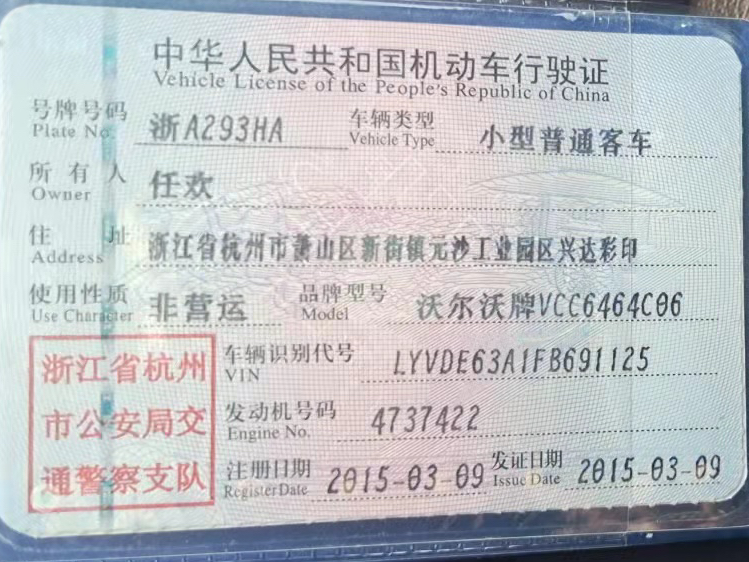 中华人民共和国机动车行驶证
Vehicle License of the People's Republic of China
号牌号码 浙A293HA 车辆类型 小型普通客车
Plate No. Vehicle Type
所有人 任欢
Owner
住址 浙江省杭州市萧山区新街镇元沙工业园区兴达彩印
Address
使用性质 非营运 品牌型号 沃尔沃牌VCC6464C06
Use Character Model
浙江省杭州
市公安局交
通警察支队
车辆识别代号 LYVDE63A1FB691125
VIN
发动机号码 4737422
Engine No.
注册日期 2015-03-09 发证日期 2015-03-09
Register Date Issue Date